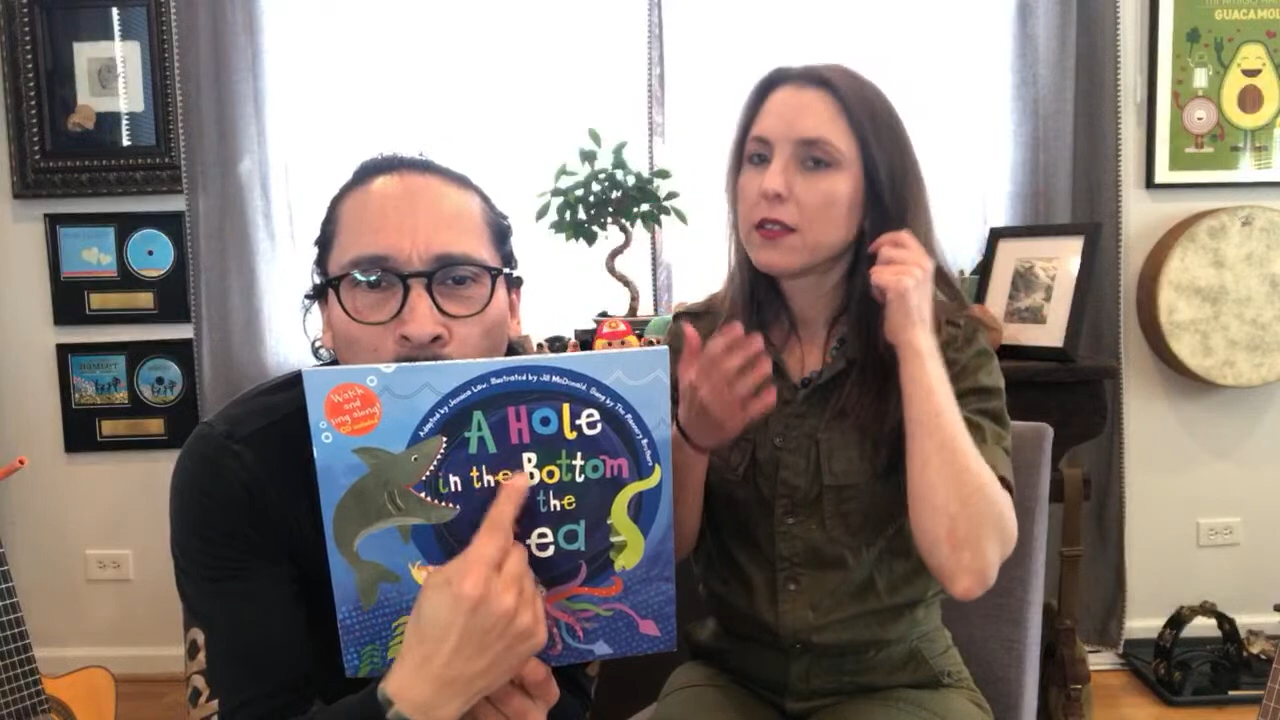 GUACAMOL
Watch
and
sing along!
CD included
Adapted by Jessica Law, Illustrated by Jill McDonald, Sung by The Flannery Brothers
A Hole
in the Bottom
the
ea